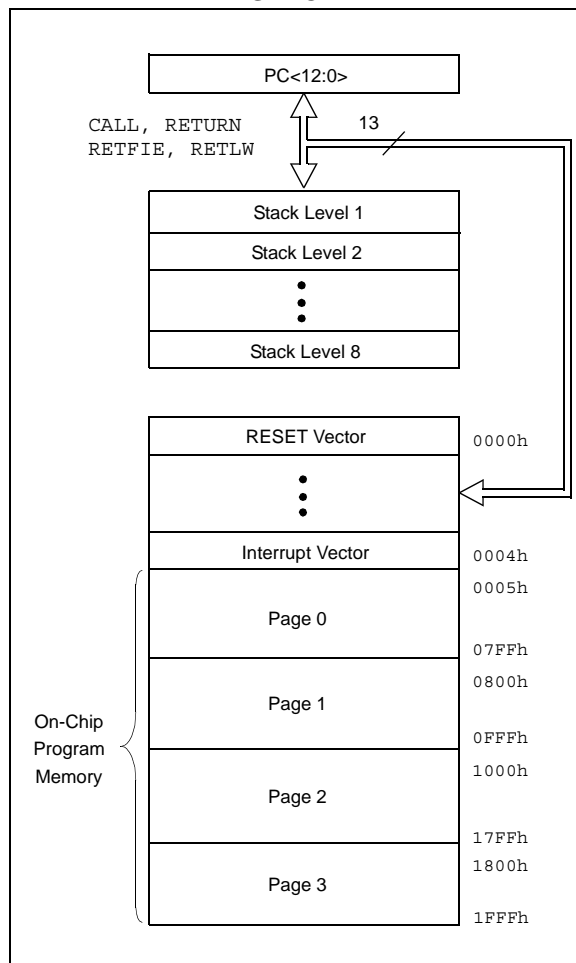 PC<12:0>
CALL, RETURN
RETFIE, RETLW
13
Stack Level 1
Stack Level 2
Stack Level 8
RESET Vector
0000h
Interrupt Vector
0004h
0005h
Page 0
07FFh
0800h
Page 1
0FFFh
1000h
On-Chip
Program
Memory
Page 2
17FFh
1800h
Page 3
1FFFh